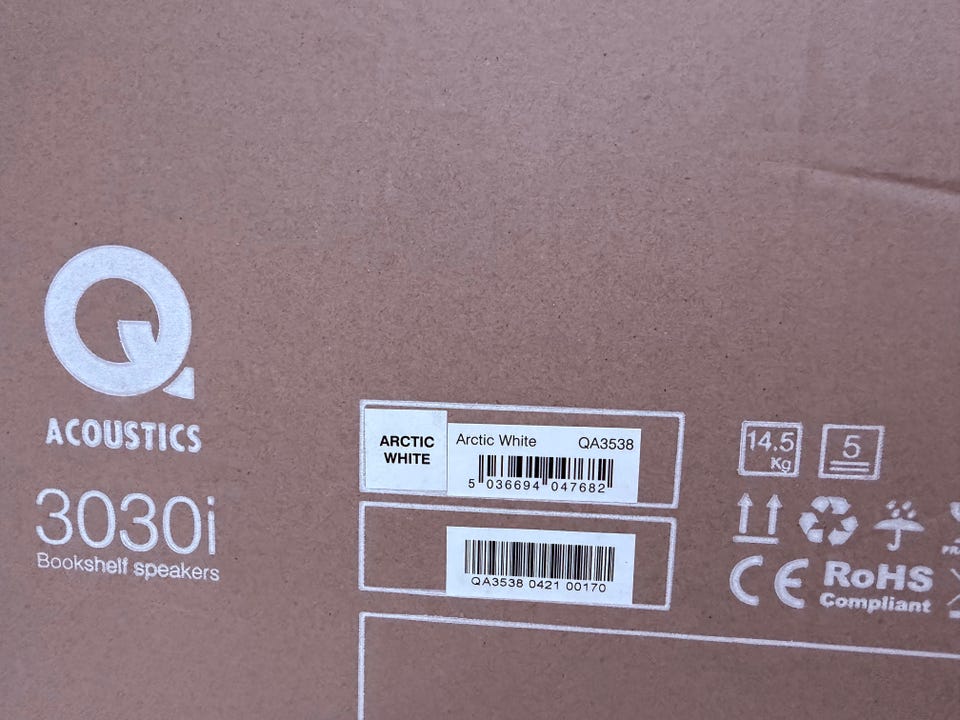 Q
ACOUSTICS
3030i
Bookshelf speakers
ARCTIC
WHITE
Arctic White QA3538
5 036694 047682
QA3538 0421 00170
14.5
Kg
5
CE
RoHS
Compliant